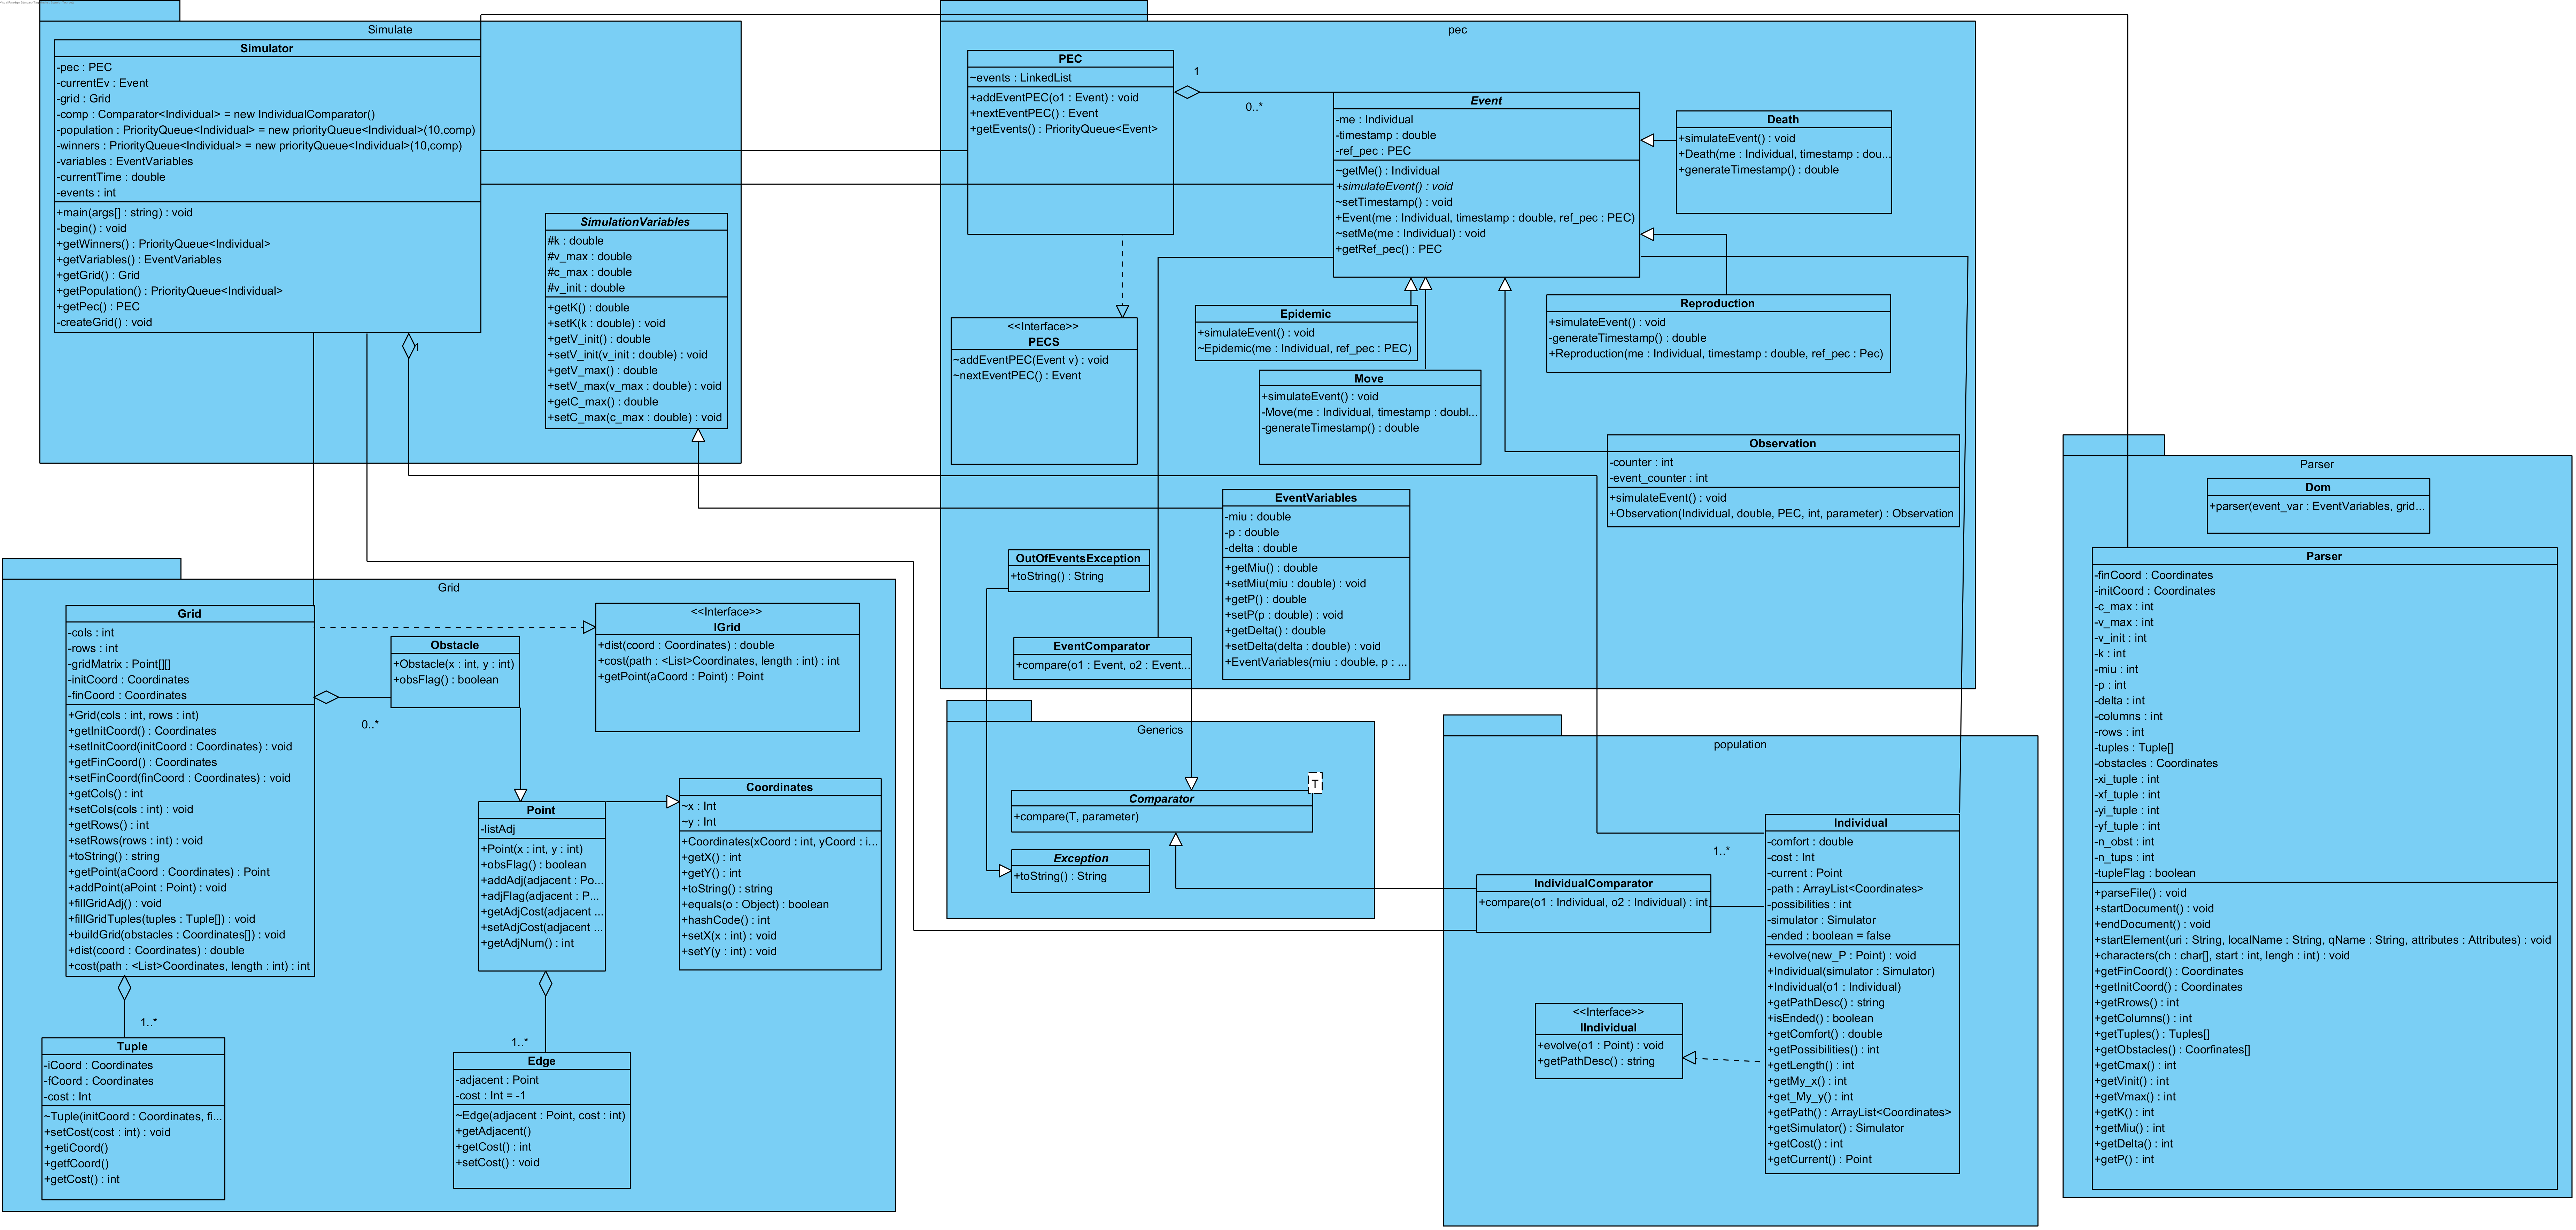 Simulate
Simulator
-pec : PEC
-currentEv : Event
-grid : Grid
-comp : Comparator<Individual> = new IndividualComparator()
-population : PriorityQueue<Individual> = new priorityQueue<Individual>(10,comp)
-winners : PriorityQueue<Individual> = new priorityQueue<Individual>(10,comp)
-variables : EventVariables
-currentTime : double
-events : int
+main(args[] : string) : void
-begin() : void
+getWinners() : PriorityQueue<Individual>
+getVariables() : EventVariables
+getGrid() : Grid
+getPopulation() : PriorityQueue<Individual>
+getPec() : PEC
-createGrid() : void
1
SimulationVariables
#k : double
#v_max : double
#c_max : double
#v_init : double
+getK() : double
+setK(k : double) : void
+getV_init() : double
+setV_init(v_init : double) : void
+getV_max() : double
+setV_max(v_max : double) : void
+getC_max() : double
+setC_max(c_max : double) : void
pec
PEC
~events : LinkedList
+addEventPEC(o1 : Event) : void
+nextEventPEC() : Event
+getEvents() : PriorityQueue<Event>
1
0..*
Event
-me : Individual
-timestamp : double
-ref_pec : PEC
~getMe() : Individual
+simulateEvent() : void
~setTimestamp() : void
+Event(me : Individual, timestamp : double, ref_pec : PEC)
~setMe(me : Individual) : void
+getRef_pec() : PEC
Death
+simulateEvent() : void
+Death(me : Individual, timestamp : dou...
+generateTimestamp() : double
<<Interface>>
PECS
~addEventPEC(Event v) : void
~nextEventPEC() : Event
Epidemic
+simulateEvent() : void
~Epidemic(me : Individual, ref_pec : PEC)
Reproduction
+simulateEvent() : void
-generateTimestamp() : double
+Reproduction(me : Individual, timestamp : double, ref_pec : Pec)
Move
+simulateEvent() : void
-Move(me : Individual, timestamp : doubl...
-generateTimestamp() : double
Observation
-counter : int
-event_counter : int
+simulateEvent() : void
+Observation(Individual, double, PEC, int, parameter) : Observation
EventVariables
-miu : double
-p : double
-delta : double
+getMiu() : double
+setMiu(miu : double) : void
+getP() : double
+setP(p : double) : void
+getDelta() : double
+setDelta(delta : double) : void
+EventVariables(miu : double, p : ...
OutOfEventsException
+toString() : String
EventComparator
+compare(o1 : Event, o2 : Event...
Parser
Dom
+parser(event_var : EventVariables, grid...
Parser
-finCoord : Coordinates
-initCoord : Coordinates
-c_max : int
-v_max : int
-v_init : int
-k : int
-miu : int
-p : int
-delta : int
-columns : int
-rows : int
-tuples : Tuple[]
-obstacles : Coordinates
-xi_tuple : int
-xf_tuple : int
-yi_tuple : int
-yf_tuple : int
-n_obst : int
-n_tups : int
-tupleFlag : boolean
+parseFile() : void
+startDocument() : void
+endDocument() : void
+startElement(uri : String, localName : String, qName : String, attributes : Attributes) : void
+characters(ch : char[], start : int, lengh : int) : void
+getFinCoord() : Coordinates
+getInitCoord() : Coordinates
+getRrows() : int
+getColumns() : int
+getTuples() : Tuples[]
+getObstacles() : Coorfinates[]
+getCmax() : int
+getVinit() : int
+getVmax() : int
+getK() : int
+getMiu() : int
+getDelta() : int
+getP() : int
Grid
Grid
-cols : int
-rows : int
-gridMatrix : Point[][]
-initCoord : Coordinates
-finCoord : Coordinates
+Grid(cols : int, rows : int)
+getInitCoord() : Coordinates
+setInitCoord(initCoord : Coordinates) : void
+getFinCoord() : Coordinates
+setFinCoord(finCoord : Coordinates) : void
+getCols() : int
+setCols(cols : int) : void
+getRows() : int
+setRows(rows : int) : void
+toString() : string
+getPoint(aCoord : Coordinates) : Point
+addPoint(aPoint : Point) : void
+fillGridAdj() : void
+fillGridTuples(tuples : Tuple[]) : void
+buildGrid(obstacles : Coordinates[]) : void
+dist(coord : Coordinates) : double
+cost(path : <List>Coordinates, length : int) : int
Obstacle
+Obstacle(x : int, y : int)
+obsFlag() : boolean
0..*
<<Interface>>
IGrid
+dist(coord : Coordinates) : double
+cost(path : <List>Coordinates, length : int) : int
+getPoint(aCoord : Point) : Point
Point
-listAdj
+Point(x : int, y : int)
+obsFlag() : boolean
+addAdj(adjacent : Po...
+adjFlag(adjacent : P...
+getAdjCost(adjacent ...
+setAdjCost(adjacent ...
+getAdjNum() : int
Coordinates
~x : Int
~y : Int
+Coordinates(xCoord : int, yCoord : i...
+getX() : int
+getY() : int
+toString() : string
+equals(o : Object) : boolean
+hashCode() : int
+setX(x : int) : void
+setY(y : int) : void
1..*
Tuple
-iCoord : Coordinates
-fCoord : Coordinates
-cost : Int
~Tuple(initCoord : Coordinates, fi...
+setCost(cost : int) : void
+getiCoord()
+getfCoord()
+getCost() : int
1..*
Edge
-adjacent : Point
-cost : Int = -1
~Edge(adjacent : Point, cost : int)
+getAdjacent()
+getCost() : int
+setCost() : void
Generics
T
Comparator
+compare(T, parameter)
Exception
+toString() : String
population
1..*
IndividualComparator
+compare(o1 : Individual, o2 : Individual) : int
Individual
-comfort : double
-cost : Int
-current : Point
-path : ArrayList<Coordinates>
-possibilities : int
-simulator : Simulator
-ended : boolean = false
+evolve(new_P : Point) : void
+Individual(simulator : Simulator)
+Individual(o1 : Individual)
+getPathDesc() : string
+isEnded() : boolean
+getComfort() : double
+getPossibilities() : int
+getLength() : int
+getMy_x() : int
+get_My_y() : int
+getPath() : ArrayList<Coordinates>
+getSimulator() : Simulator
+getCost() : int
+getCurrent() : Point
<<Interface>>
IIndividual
+evolve(o1 : Point) : void
+getPathDesc() : string